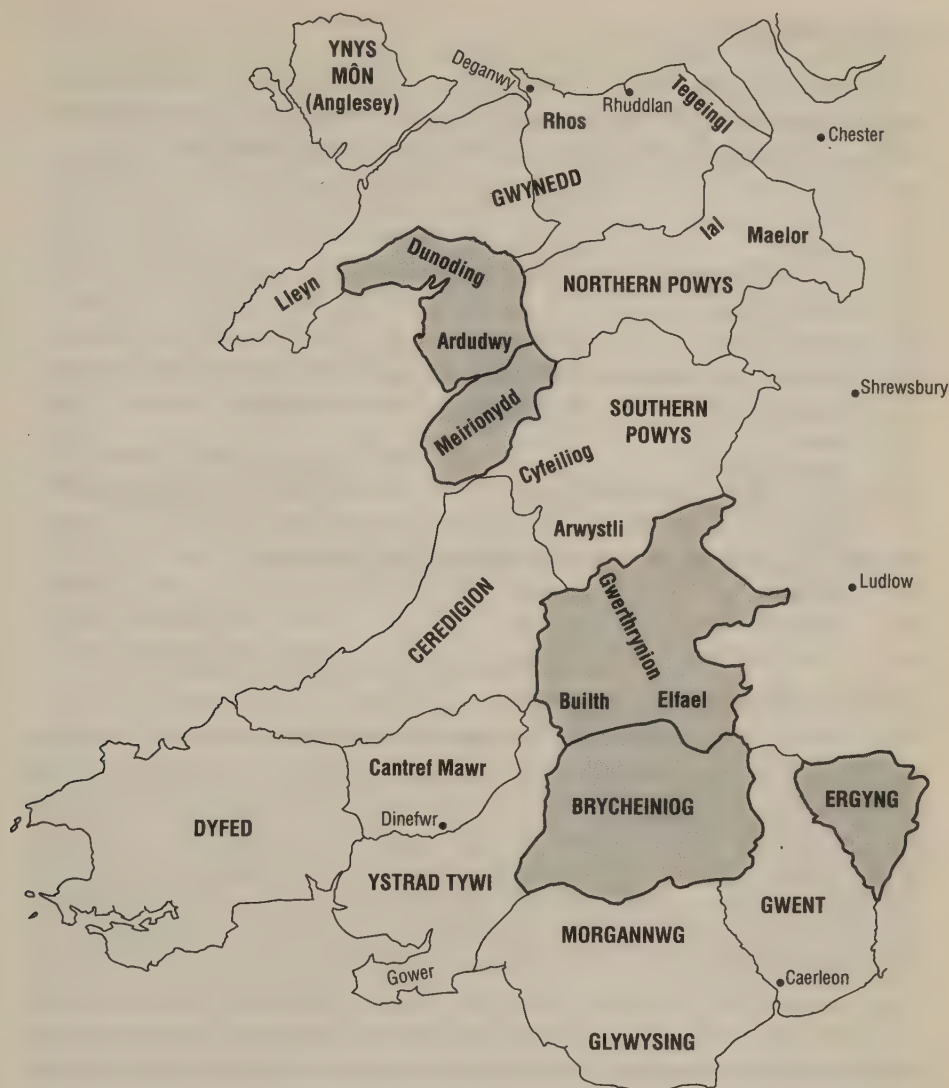 YNYS
MÔN
(Anglesey)
Deganwy
Rhuddlan
Tegeingl
Rhos
Chester
GWYNEDD
Ial
Maelor
Dunoding
Lleyn
NORTHERN POWYS
Ardudwy
Shrewsbury
Meirionydd
SOUTHERN
POWYS
Cyfeiliog
Arwystli
Ludlow
Gwerthrynion
CEREDIGION
Builth
Elfael
Cantref Mawr
BRYCHEINIOG
ERGYNG
Dinefwr
DYFED
YSTRAD TYWI
GWENT
MORGANNWG
Gower
Caerleon
GLYWYSING